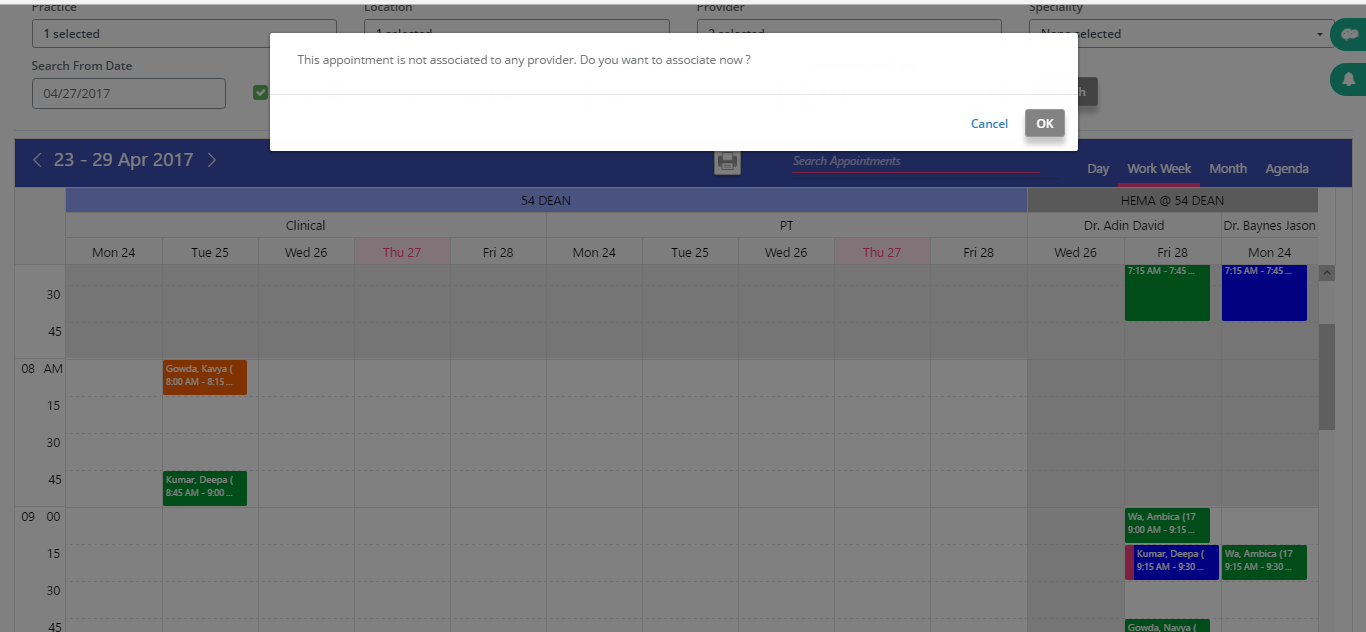 Practice
Location
Provider
Speciality
1 selected
1 selected
None selected
This appointment is not associated to any provider. Do you want to associate now ?
Search From Date
04/27/2017
h
Cancel
OK
23 - 29 Apr 2017
Search Appointments
Day
Work Week
Month
Agenda
54 DEAN
HEMA @ 54 DEAN
Clinical
PT
Dr. Adin David
Dr. Baynes Jason
Mon 24
Tue 25
Wed 26
Thu 27
Fri 28
Mon 24
Tue 25
Wed 26
Thu 27
Fri 28
Wed 26
Fri 28
Mon 24
7:15 AM - 7:45 ...
7:15 AM - 7:45 ...
30
45
08 AM
Gowda, Kavya (
8:00 AM - 8:15 ...
15
30
45
Kumar, Deepa (
8:45 AM - 9:00 ...
09 00
Wa, Ambica (17
9:00 AM - 9:15 ...
15
Kumar, Deepa (
9:15 AM - 9:30 ...
Wa, Ambica (17
9:15 AM - 9:30 ...
30
45
Gowda, Navya (